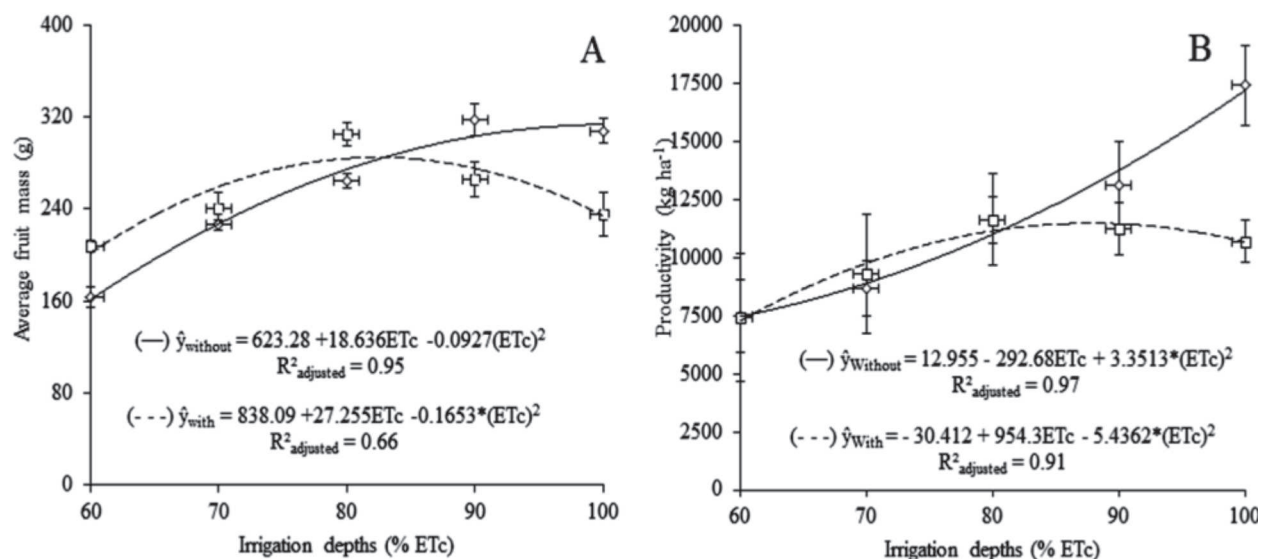 A
Average fruit mass (g)
400
320
240
160
80
0
(—) ŷwithout = 623.28 +18.636ETc -0.0927(ETc)²
R²adjusted = 0.95
(- - -) ŷwith = 838.09 +27.255ETc -0.1653*(ETc)²
R²adjusted = 0.66
60 70 80 90 100
Irrigation depths (% ETc)
B
Productivity (kg ha⁻¹)
20000
17500
15000
12500
10000
7500
5000
2500
0
(—) ŷWithout = 12.955 - 292.68ETc + 3.3513*(ETc)²
R²adjusted = 0.97
(- - -) ŷWith = - 30.412 + 954.3ETc - 5.4362*(ETc)²
R²adjusted = 0.91
60 70 80 90 100
Irrigation depths (% ETc)